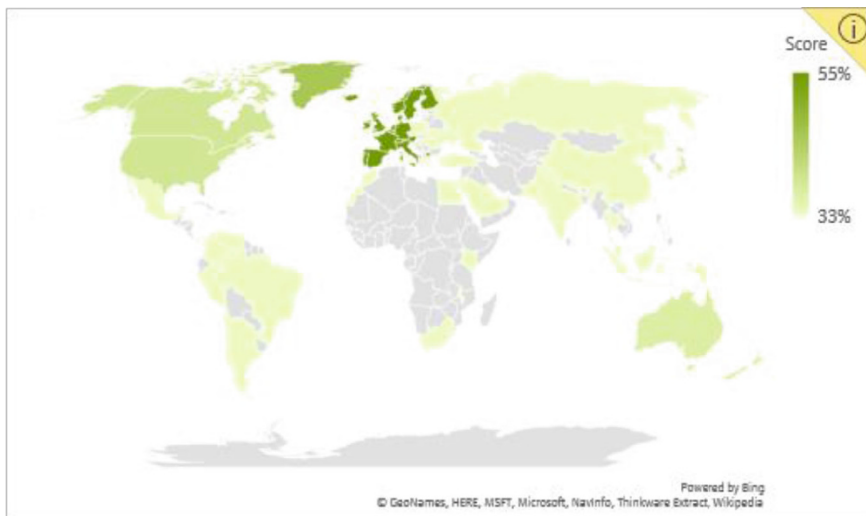 Score
55%
33%
Powered by Bing
© GeoNames, HERE, MSFT, Microsoft, NavInfo, Thinkware Extract, Wikipedia